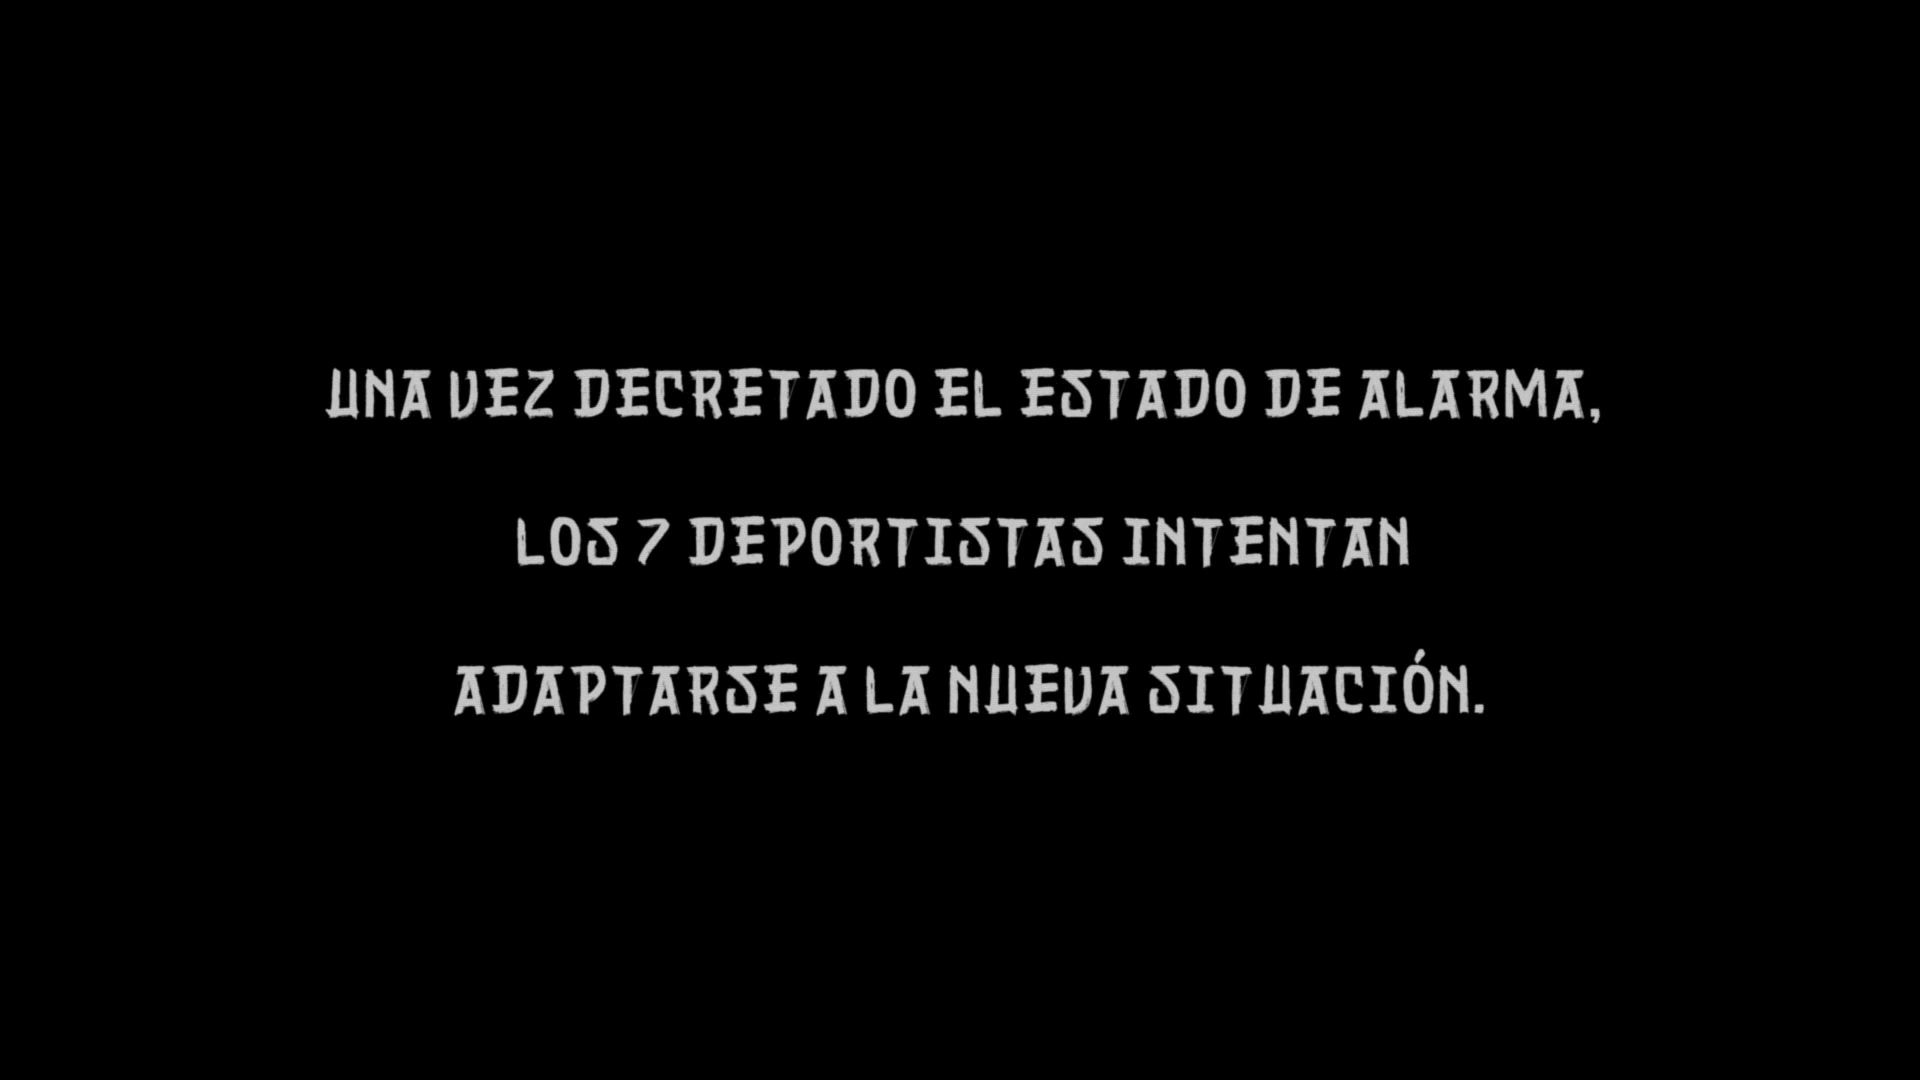 UNA VEZ DECRETADO EL ESTADO DE ALARMA,
LOS 7 DEPORTISTAS INTENTAN
ADAPTARSE A LA NUEVA SITUACIÓN.